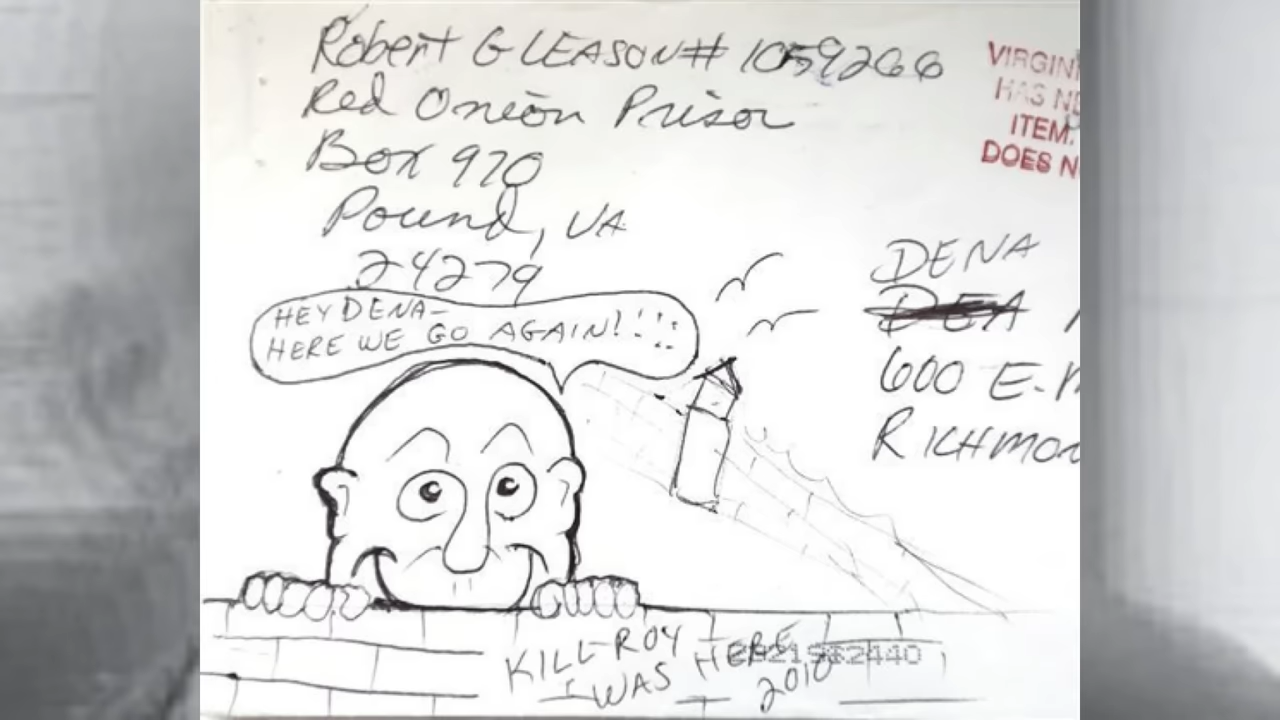 Robert GLEASON# 1059266
Red Onion Prison
Box 970
Pound, VA
24279
VIRGIN
HAS N
ITEM.
DOES N
HEY DENA-
HERE WE GO AGAIN!!!!
DENA
DEA
600 E.
RICHMO
KILL-ROY
WAS HERE
2010